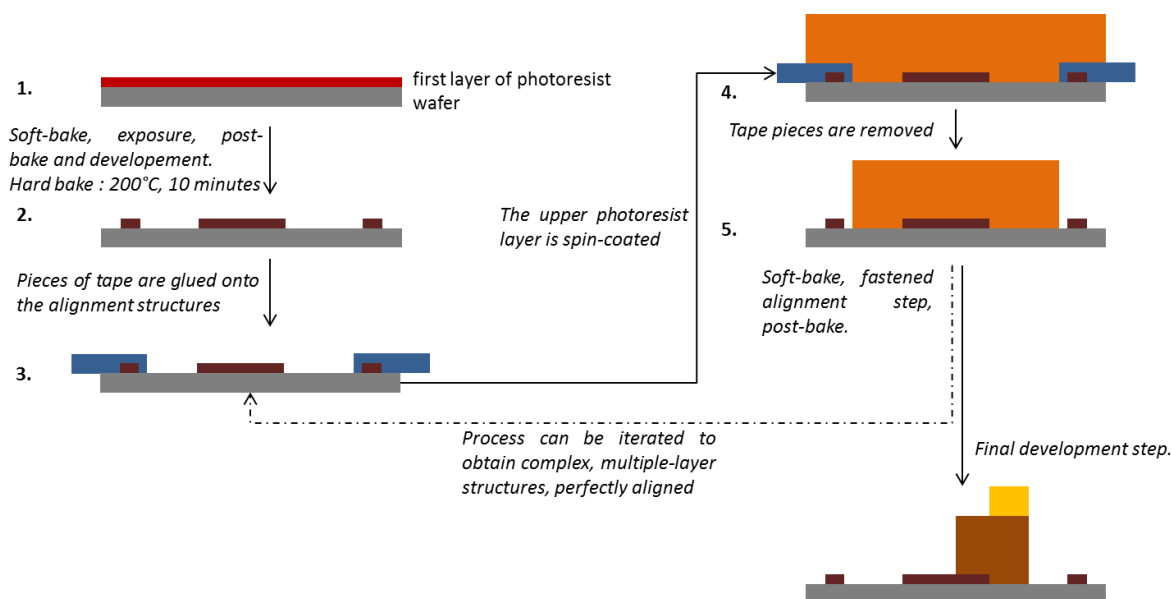 1.
first layer of photoresist
wafer
Soft-bake, exposure, post-
bake and developement.
Hard bake : 200°C, 10 minutes
2.
Pieces of tape are glued onto
the alignment structures
3.
The upper photoresist
layer is spin-coated
4.
Tape pieces are removed
5.
Soft-bake, fastened
alignment step,
post-bake.
Process can be iterated to
obtain complex, multiple-layer
structures, perfectly aligned
Final development step.